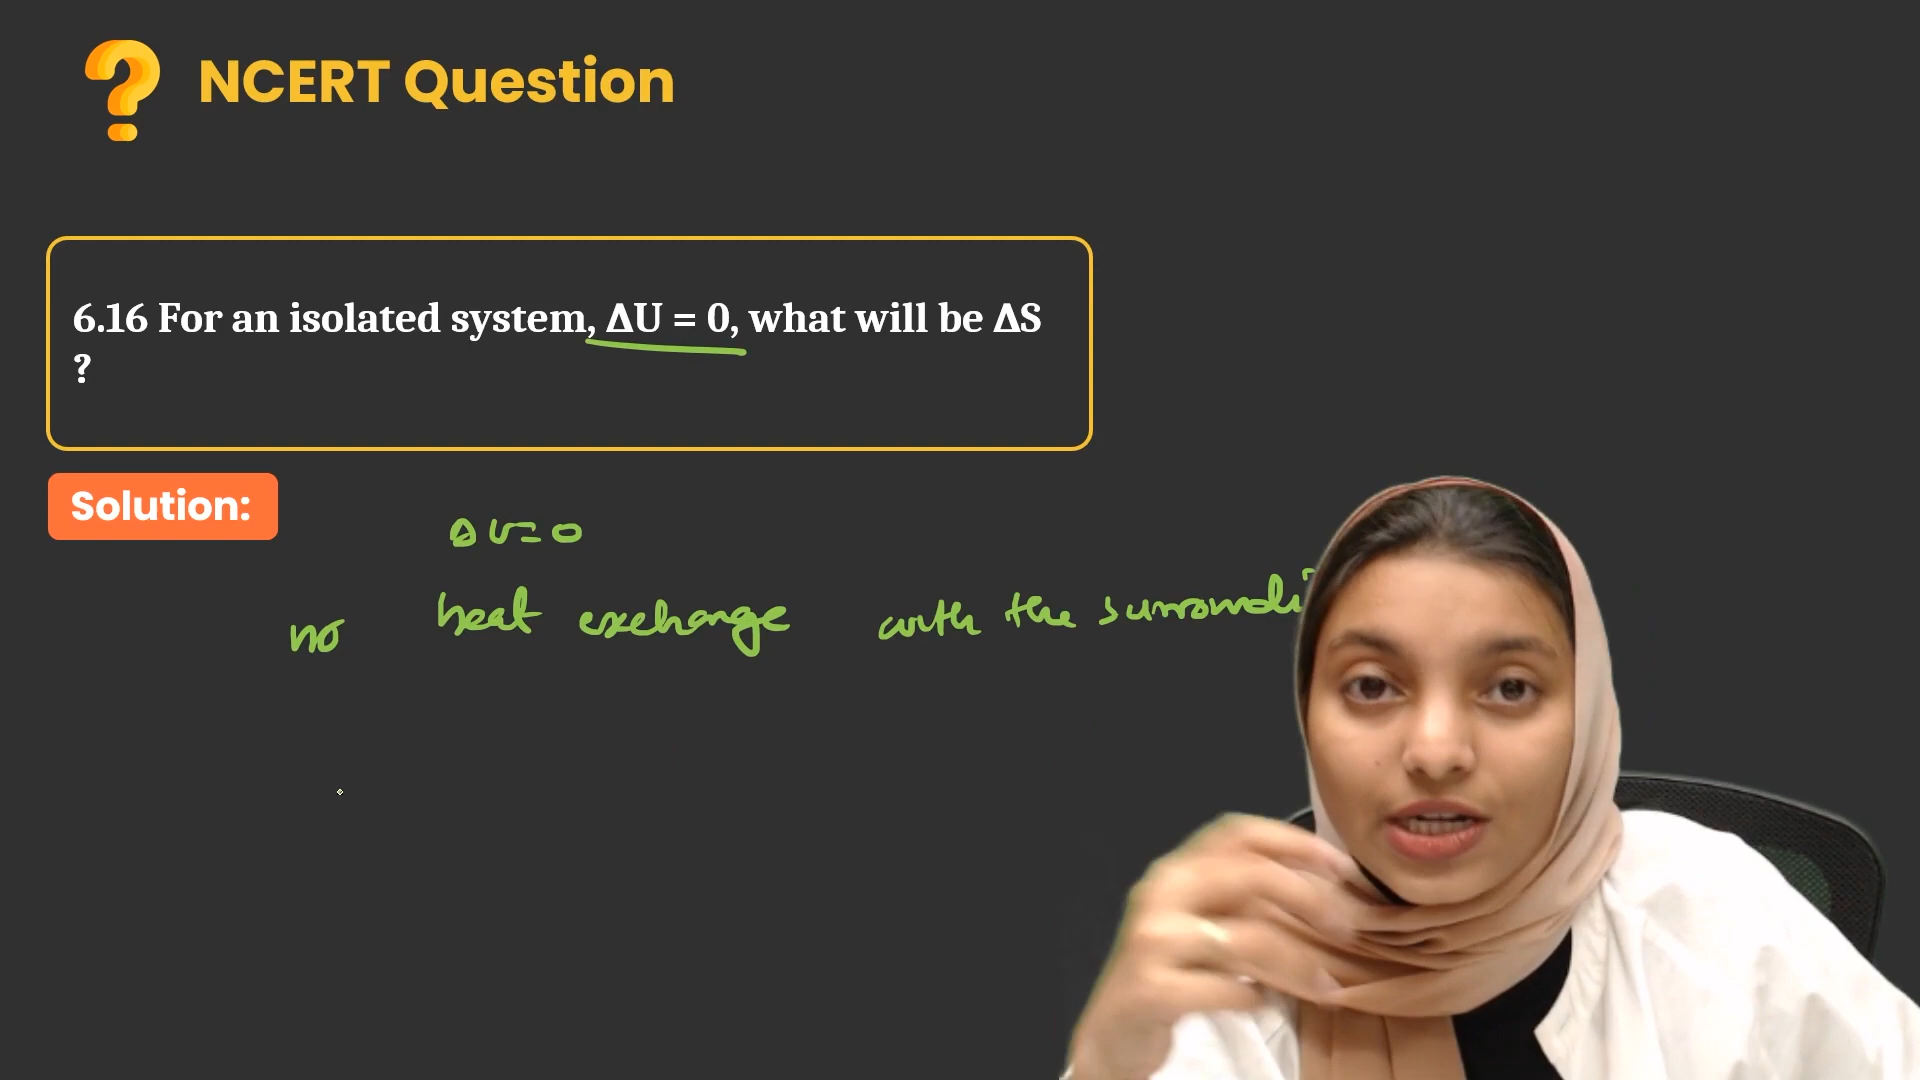 NCERT Question
6.16 For an isolated system, ΔU = 0, what will be ΔS
?
Solution:
ΔU = 0
no heat exchange with the surroundi